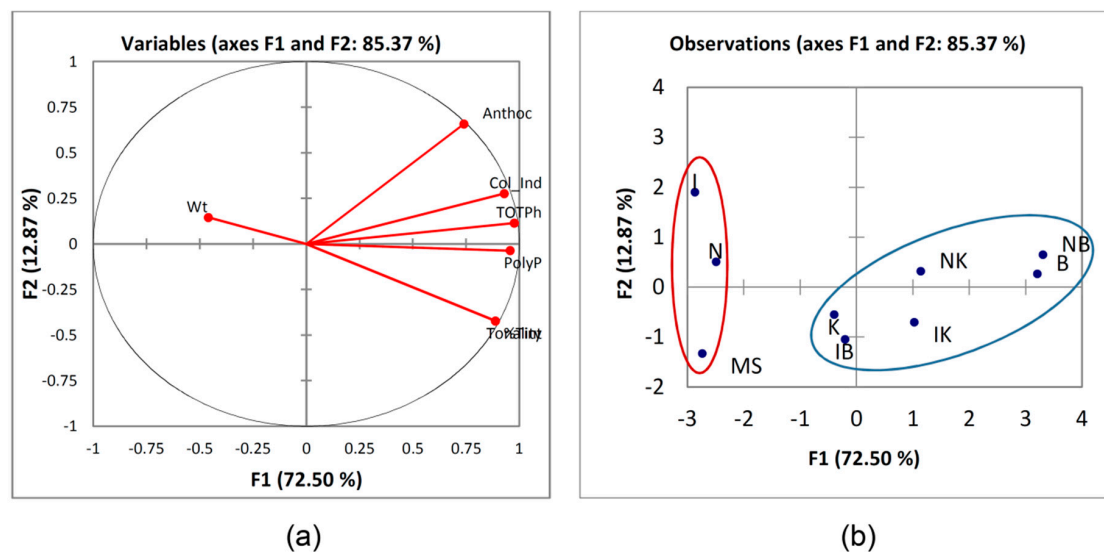 Variables (axes F1 and F2: 85.37 %)
F2 (12.87 %)
1
0.75
0.5
0.25
0
-0.25
-0.5
-0.75
-1
Anthoc
Col_Ind
Wt
TOTPh
PolyP
-1 -0.75 -0.5 -0.25 0 0.25 0.5 0.75 1
F1 (72.50 %)
(a)
Observations (axes F1 and F2: 85.37 %)
F2 (12.87 %)
4
3
2
1
0
-1
-2
I
N
NB
NK
B
K
IK
IB
MS
-3 -2 -1 0 1 2 3 4
F1 (72.50 %)
(b)